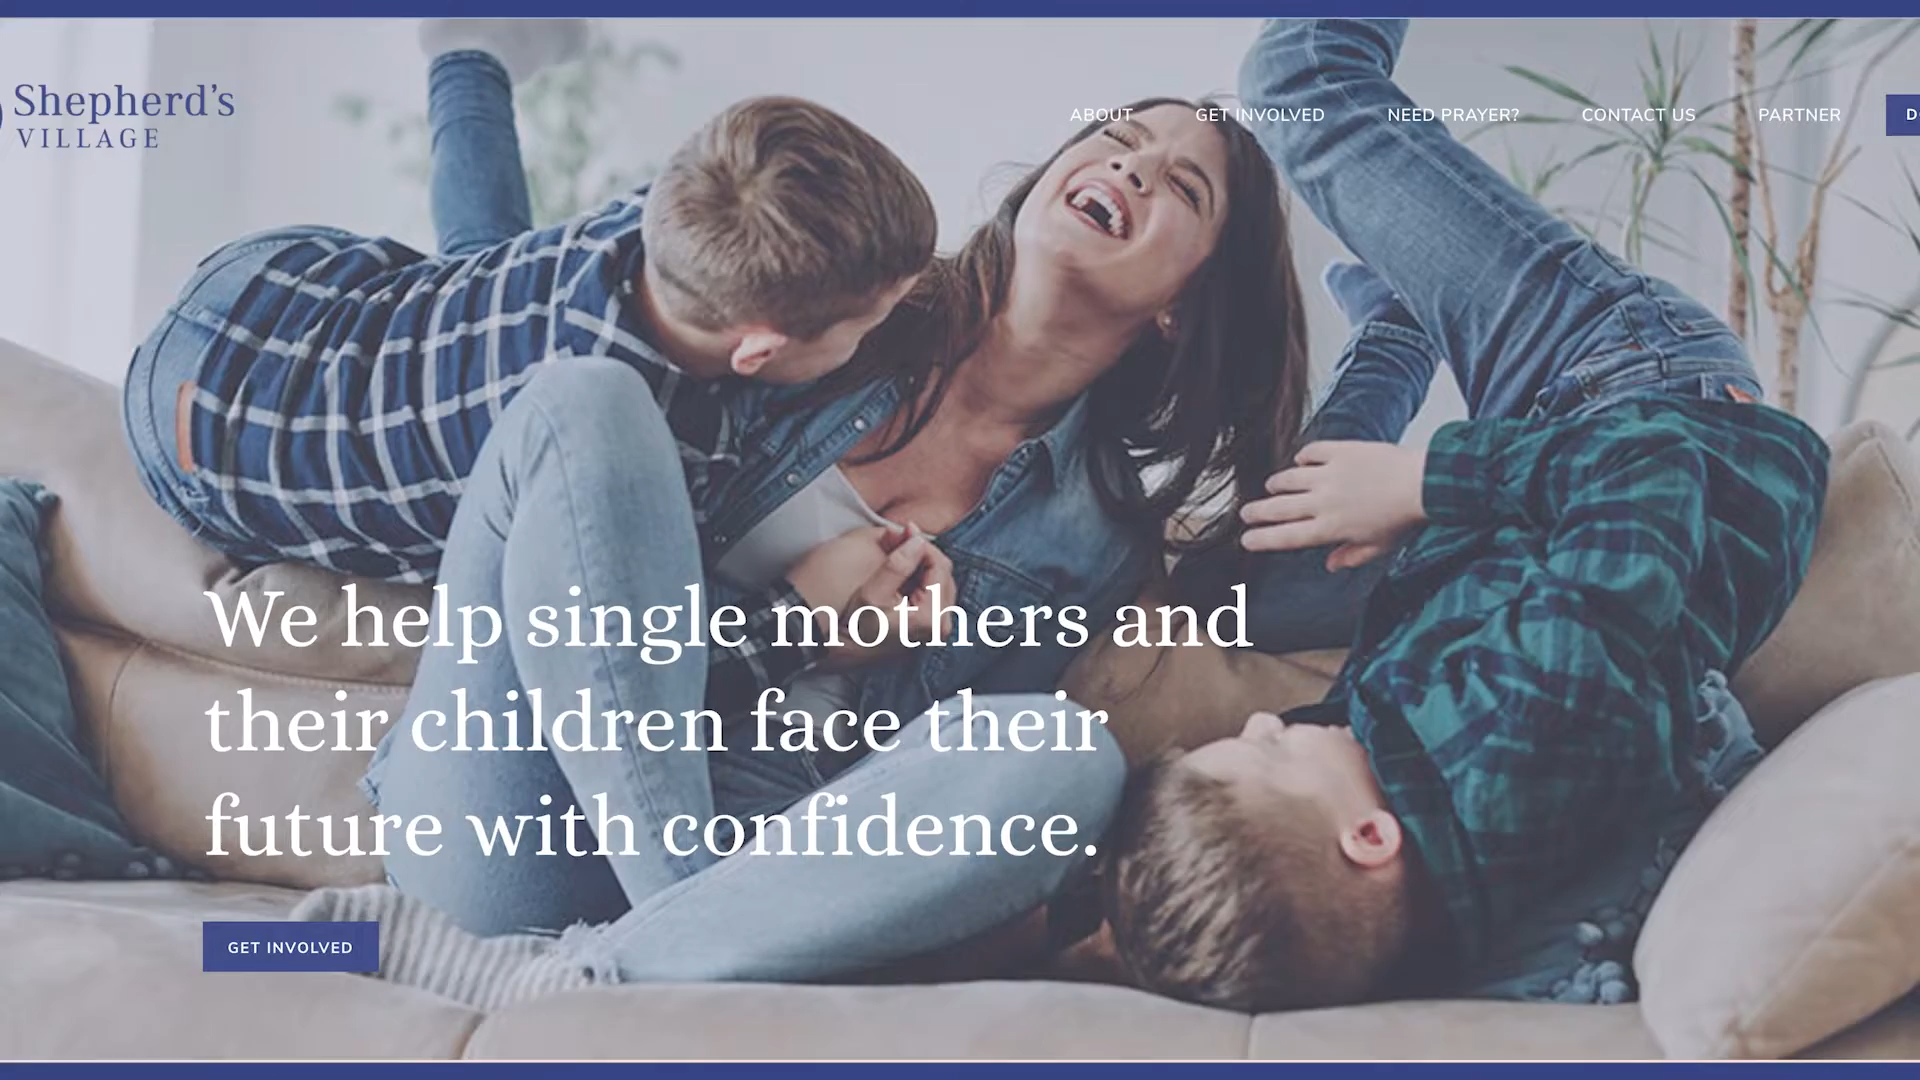 Shepherd's
VILLAGE
ABOUT
GET INVOLVED
NEED PRAYER?
CONTACT US
PARTNER
We help single mothers and
their children face their
future with confidence.
GET INVOLVED